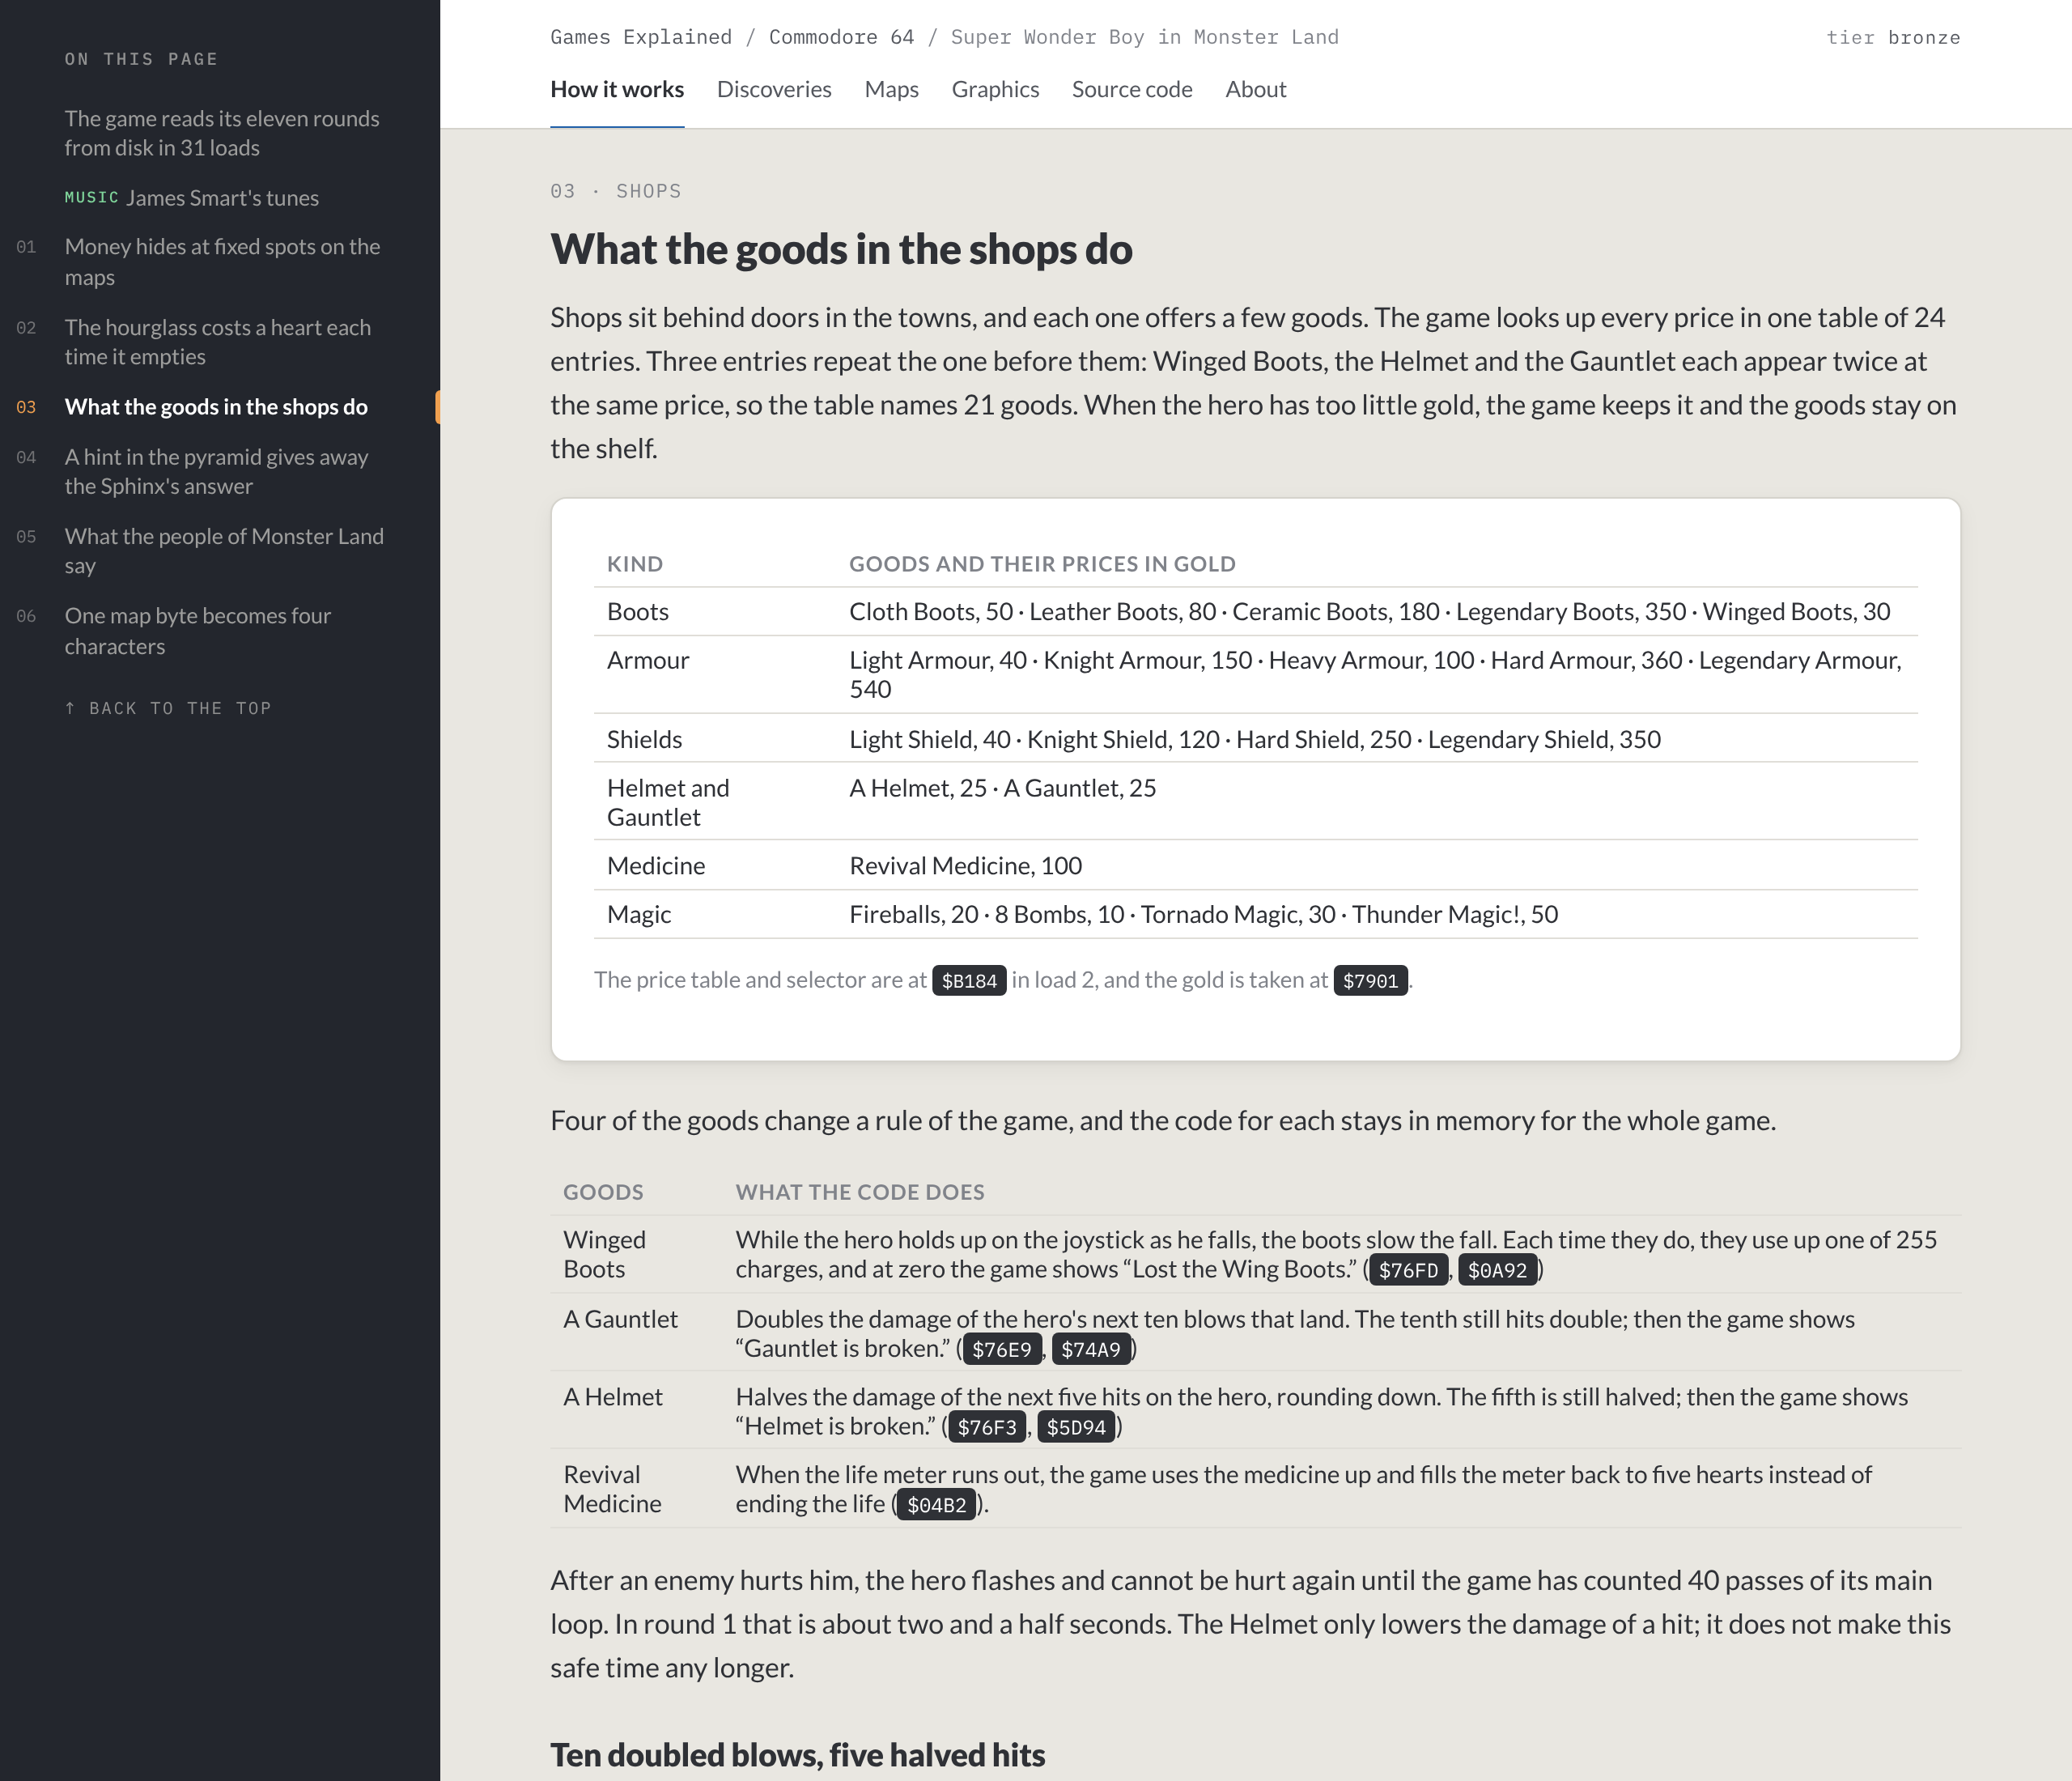 ON THIS PAGE
The game reads its eleven rounds
from disk in 31 loads
MUSIC James Smart's tunes
01 Money hides at fixed spots on the
maps
02 The hourglass costs a heart each
time it empties
03 What the goods in the shops do
04 A hint in the pyramid gives away
the Sphinx's answer
05 What the people of Monster Land
say
06 One map byte becomes four
characters
↑ BACK TO THE TOP
Games Explained / Commodore 64 / Super Wonder Boy in Monster Land
tier bronze
How it works Discoveries Maps Graphics Source code About
03 · SHOPS
What the goods in the shops do
Shops sit behind doors in the towns, and each one offers a few goods. The game looks up every price in one table of 24
entries. Three entries repeat the one before them: Winged Boots, the Helmet and the Gauntlet each appear twice at
the same price, so the table names 21 goods. When the hero has too little gold, the game keeps it and the goods stay on
the shelf.
KIND GOODS AND THEIR PRICES IN GOLD
Boots Cloth Boots, 50 · Leather Boots, 80 · Ceramic Boots, 180 · Legendary Boots, 350 · Winged Boots, 30
Armour Light Armour, 40 · Knight Armour, 150 · Heavy Armour, 100 · Hard Armour, 360 · Legendary Armour,
540
Shields Light Shield, 40 · Knight Shield, 120 · Hard Shield, 250 · Legendary Shield, 350
Helmet and A Helmet, 25 · A Gauntlet, 25
Gauntlet
Medicine Revival Medicine, 100
Magic Fireballs, 20 · 8 Bombs, 10 · Tornado Magic, 30 · Thunder Magic!, 50
The price table and selector are at $B184 in load 2, and the gold is taken at $7901.
Four of the goods change a rule of the game, and the code for each stays in memory for the whole game.
GOODS WHAT THE CODE DOES
Winged While the hero holds up on the joystick as he falls, the boots slow the fall. Each time they do, they use up one of 255
Boots charges, and at zero the game shows “Lost the Wing Boots.” ($76FD, $0A92)
A Gauntlet Doubles the damage of the hero's next ten blows that land. The tenth still hits double; then the game shows
“Gauntlet is broken.” ($76E9, $74A9)
A Helmet Halves the damage of the next five hits on the hero, rounding down. The fifth is still halved; then the game shows
“Helmet is broken.” ($76F3, $5D94)
Revival When the life meter runs out, the game uses the medicine up and fills the meter back to five hearts instead of
Medicine ending the life ($04B2).
After an enemy hurts him, the hero flashes and cannot be hurt again until the game has counted 40 passes of its main
loop. In round 1 that is about two and a half seconds. The Helmet only lowers the damage of a hit; it does not make this
safe time any longer.
Ten doubled blows, five halved hits